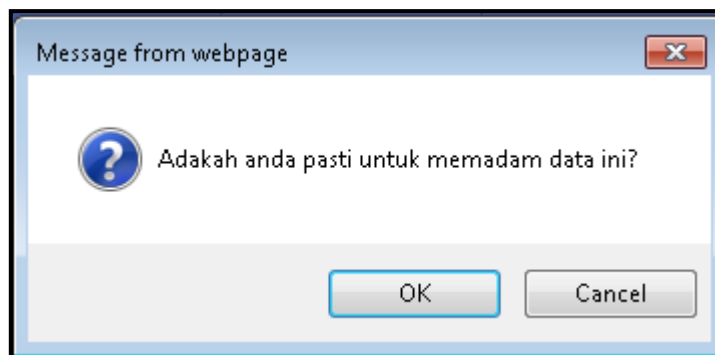 Message from webpage
Adakah anda pasti untuk memadam data ini?
OK
Cancel